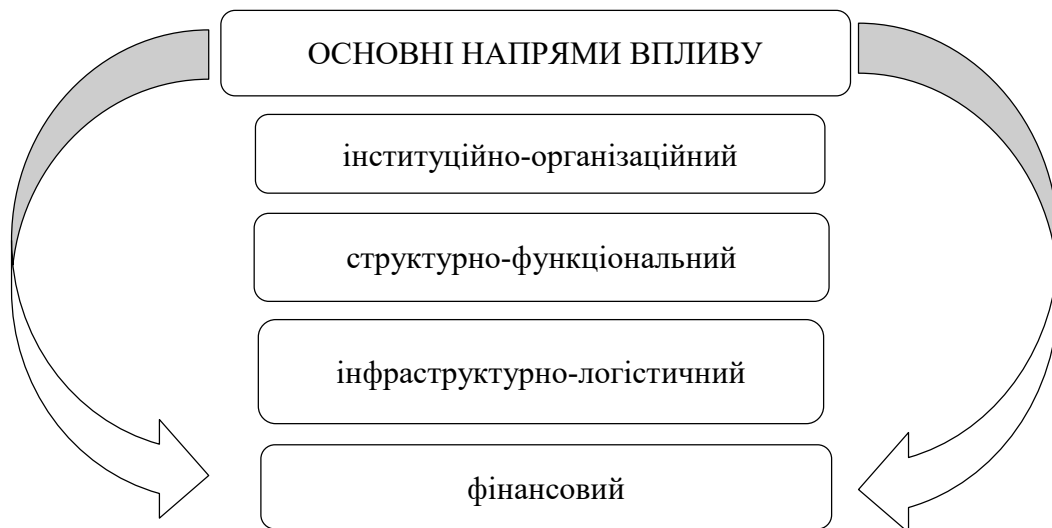 ОСНОВНІ НАПРЯМИ ВПЛИВУ
інституційно-організаційний
структурно-функціональний
інфраструктурно-логістичний
фінансовий